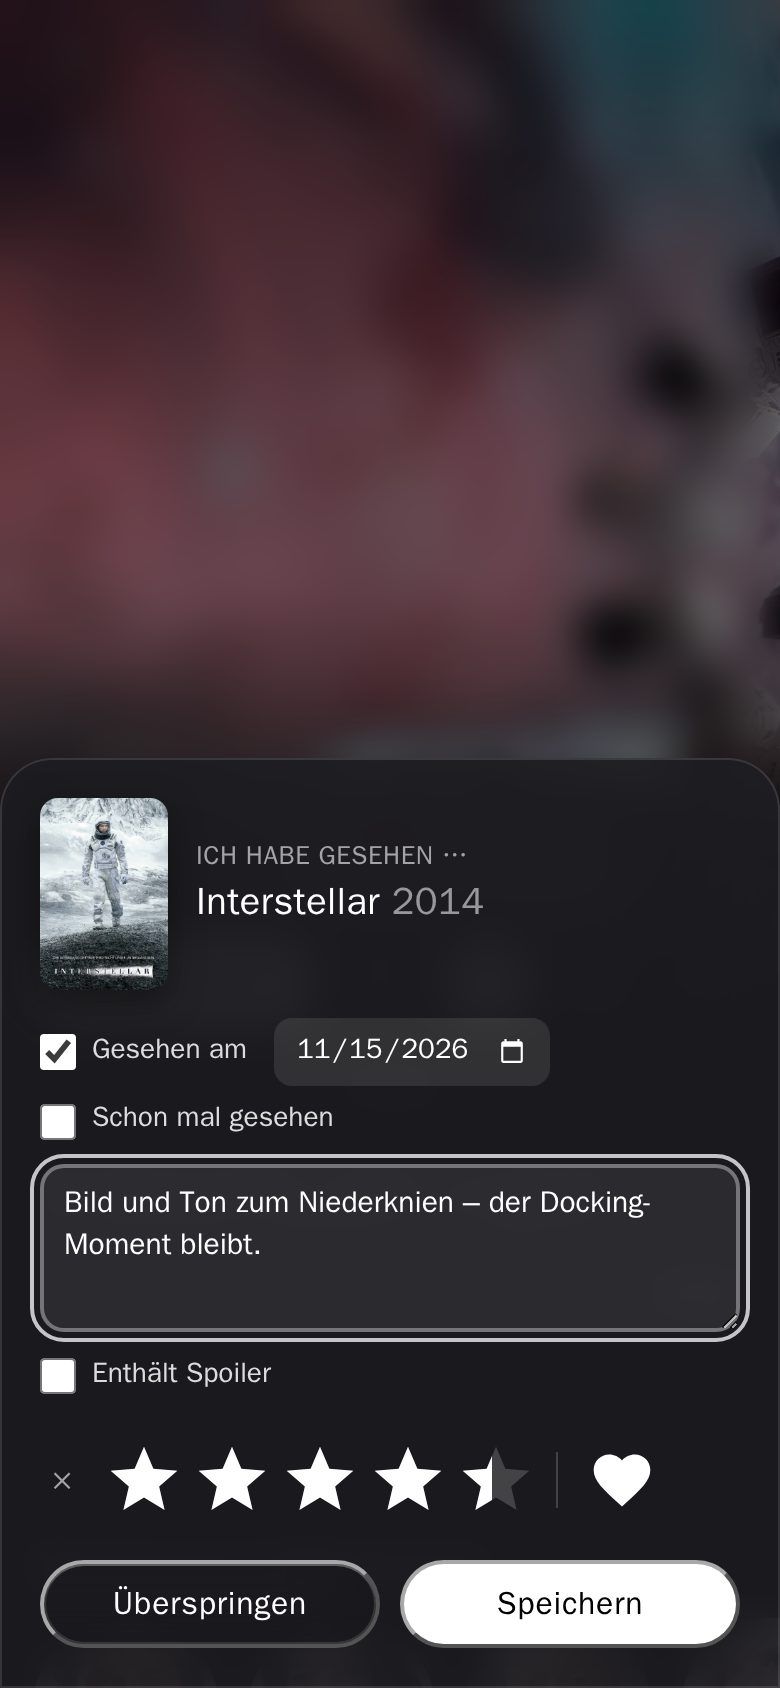 ICH HABE GESEHEN ···
Interstellar 2014
INTERSTELLAR
Gesehen am 11/15/2026
Schon mal gesehen
Bild und Ton zum Niederknien – der Docking-
Moment bleibt.
Enthält Spoiler
×
Überspringen Speichern